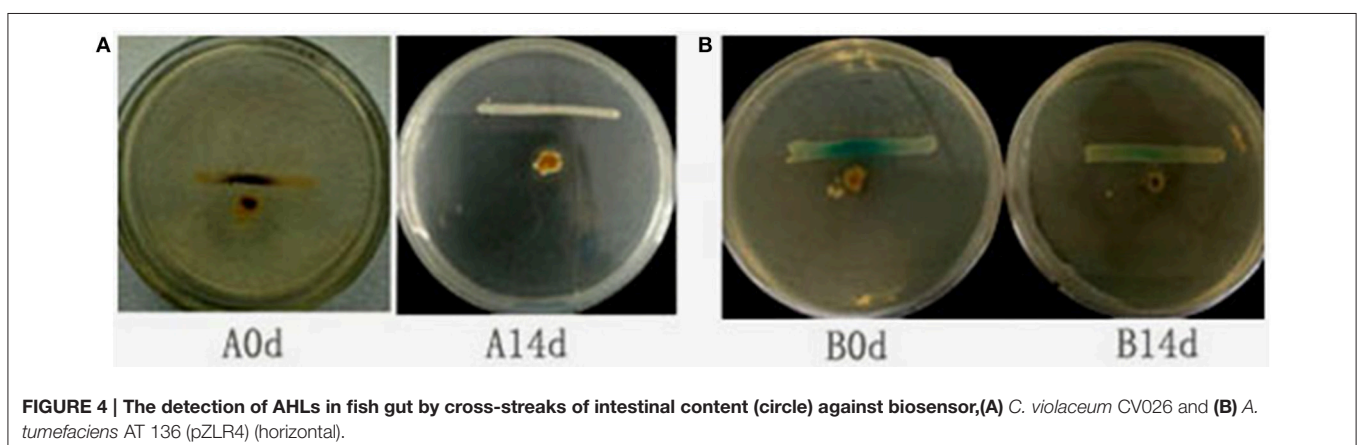 A
B
A0d
A14d
B0d
B14d
FIGURE 4 | The detection of AHLs in fish gut by cross-streaks of intestinal content (circle) against biosensor,(A) C. violaceum CV026 and (B) A.
tumefaciens AT 136 (pZLR4) (horizontal).